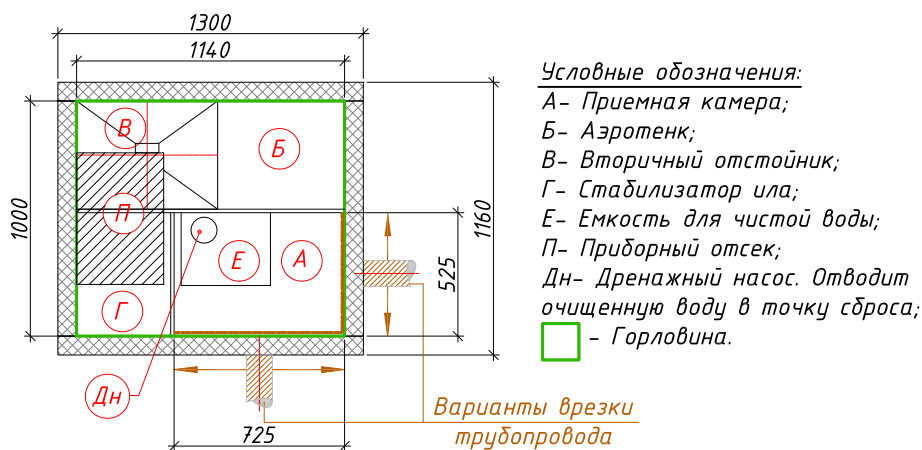 1300
1140
1000
1160
525
725
В
Б
П
Е
А
Г
Дн
Варианты врезки
трубопровода
Условные обозначения:
А- Приемная камера;
Б- Аэротенк;
В- Вторичный отстойник;
Г- Стабилизатор ила;
Е- Емкость для чистой воды;
П- Приборный отсек;
Дн- Дренажный насос. Отводит
очищенную воду в точку сброса;
- Горловина.